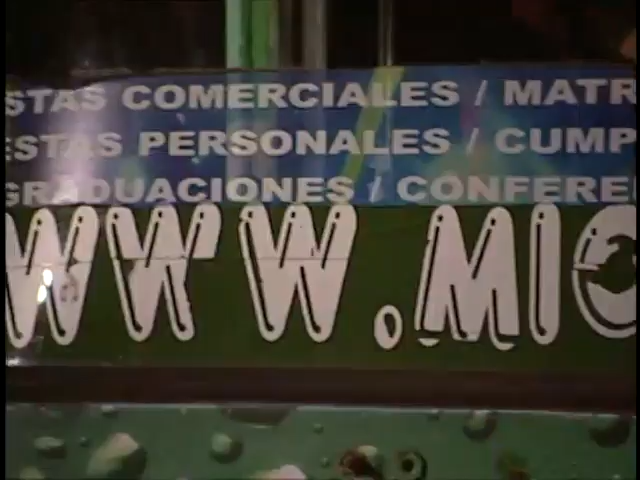 STAS COMERCIALES / MATR
ESTAS PERSONALES / CUMP
GRADUACIONES / CONFERE
WWW.MIC